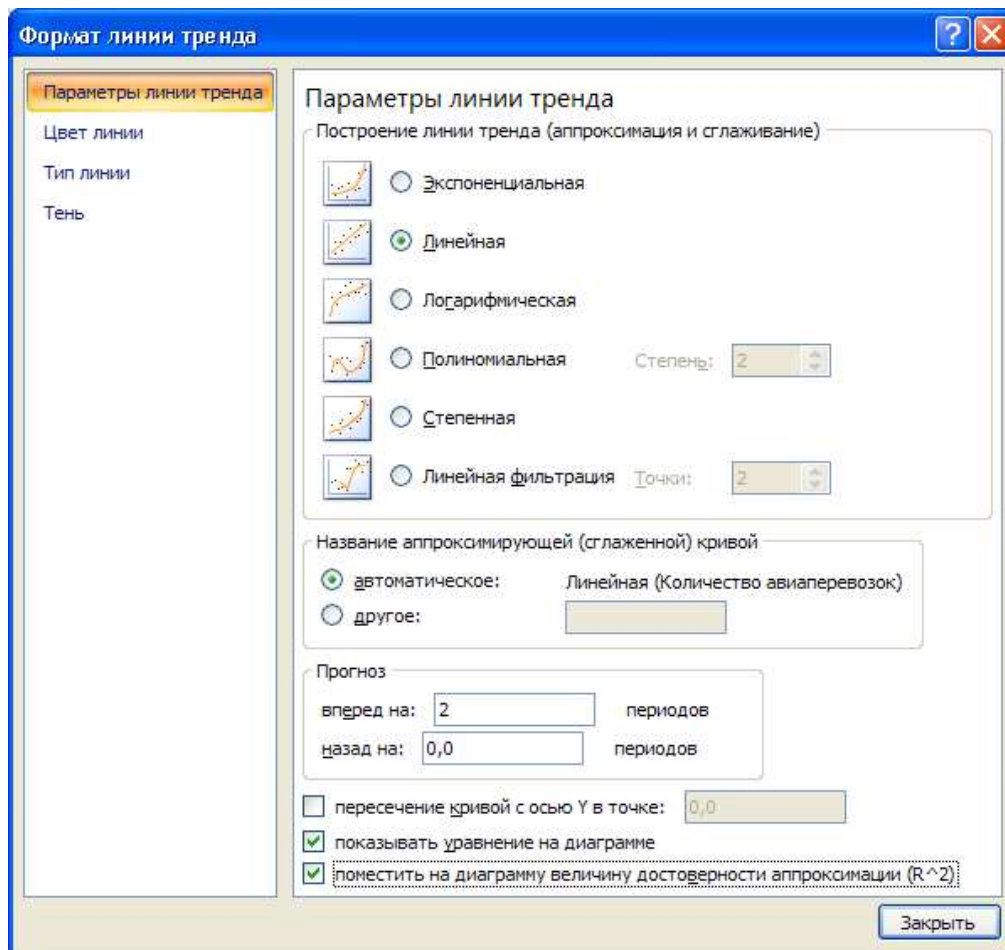 Формат линии тренда
Параметры линии тренда
Цвет линии
Тип линии
Тень
Параметры линии тренда
Построение линии тренда (аппроксимация и сглаживание)
Экспоненциальная
Линейная
Логарифмическая
Полиномиальная Степень: 2
Степенная
Линейная фильтрация Точки: 2
Название аппроксимирующей (сглаженной) кривой
автоматическое: Линейная (Количество авиаперевозок)
другое:
Прогноз
вперед на: 2 периодов
назад на: 0,0 периодов
пересечение кривой с осью Y в точке: 0,0
показывать уравнение на диаграмме
поместить на диаграмму величину достоверности аппроксимации (R^2)
Закрыть